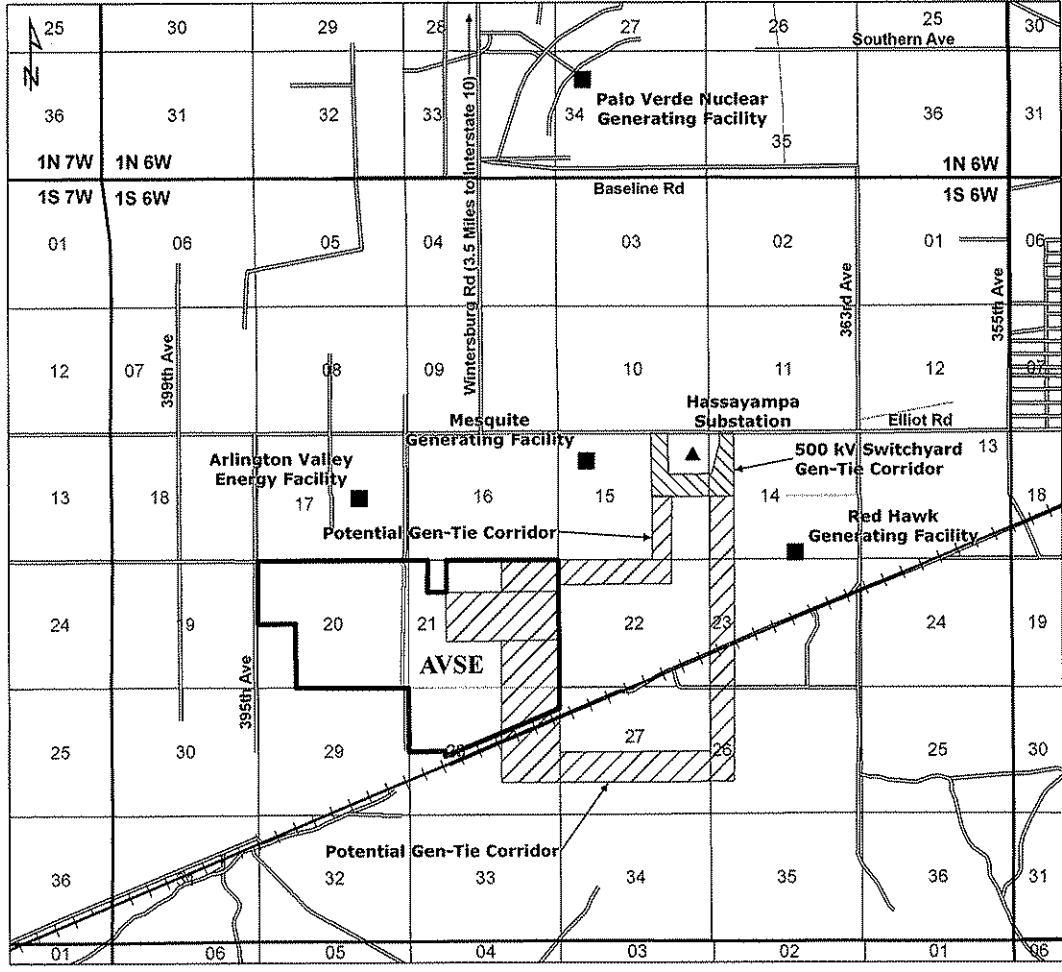 25 30 29 28 27 26 25 30
Southern Ave
N
Palo Verde Nuclear
Generating Facility
36 31 32 33 34 35 36 31
1N 7W 1N 6W 1N 6W
Wintersburg Rd (3.5 Miles to Interstate 10)
1S 7W 1S 6W Baseline Rd 1S 6W
01 06 05 04 03 02 01 06
399th Ave
363rd Ave
355th Ave
12 07 08 09 10 11 12 07
Hassayampa
Substation
Elliot Rd
Mesquite
Generating Facility
500 kV Switchyard
Gen-Tie Corridor
Arlington Valley
Energy Facility
13 18 17 16 15 14 13 18
Red Hawk
Generating Facility
Potential Gen-Tie Corridor
24 19 20 21 22 23 24 19
AVSE
395th Ave
25 30 29 28 27 26 25 30
Potential Gen-Tie Corridor
36 32 33 34 35 36 31
01 06 05 04 03 02 01 06